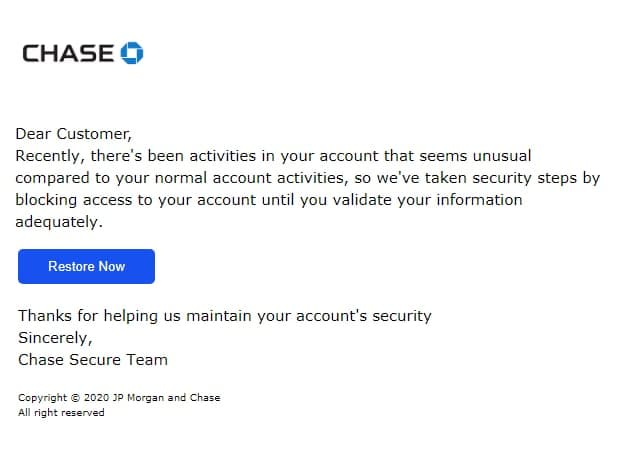 CHASE
Dear Customer,
Recently, there's been activities in your account that seems unusual
compared to your normal account activities, so we've taken security steps by
blocking access to your account until you validate your information
adequately.
Restore Now
Thanks for helping us maintain your account's security
Sincerely,
Chase Secure Team
Copyright © 2020 JP Morgan and Chase
All right reserved